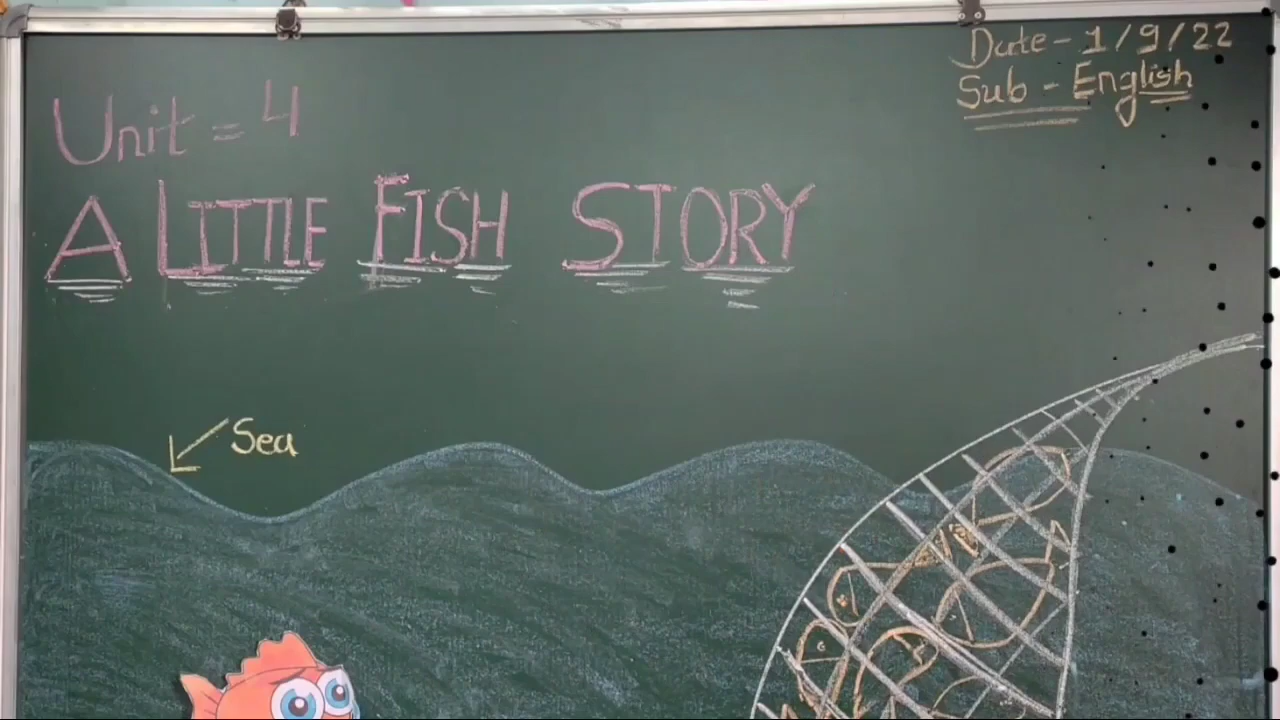 Date - 1/9/22
Sub - English
Unit = 4
A LITTLE FISH STORY
Sea